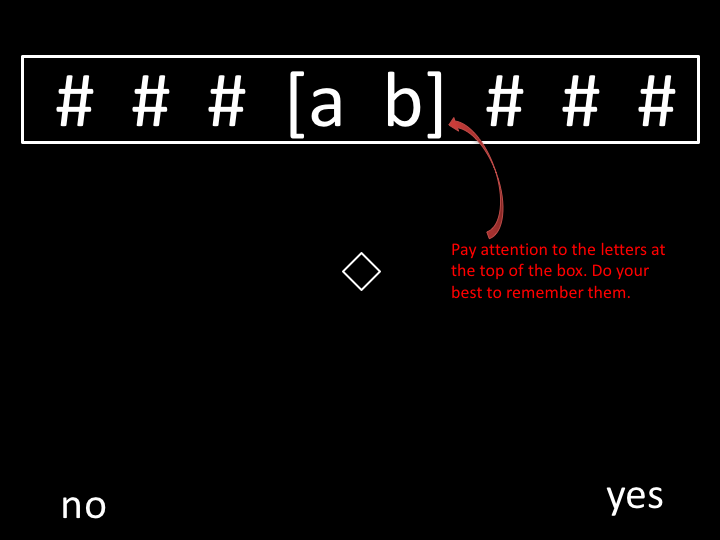 # # # [a b] # # #
Pay attention to the letters at
the top of the box. Do your
best to remember them.
no
yes